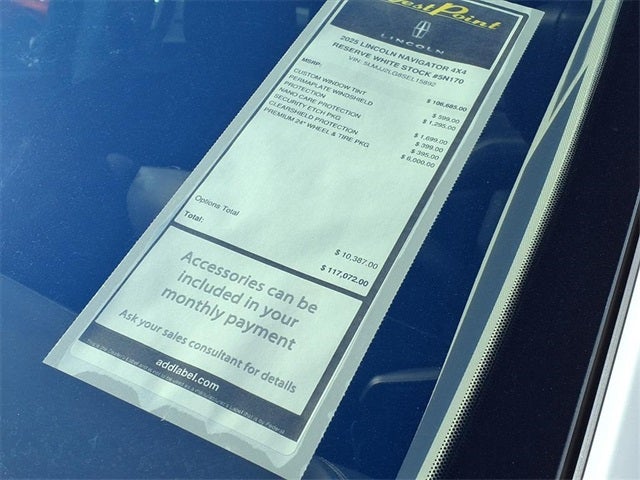 estPoint
LINCOLN
2025 LINCOLN NAVIGATOR 4X4
RESERVE WHITE STOCK #5N170
VIN: 5LMJJ2LG8SEL15892
MSRP: $ 106,685.00
CUSTOM WINDOW TINT $ 599.00
PERMAPLATE WINDSHIELD $ 1,295.00
PROTECTION
NANO CARE PROTECTION $ 1,699.00
SECURITY ETCH PKG $ 399.00
CLEARSHIELD PROTECTION $ 395.00
PREMIUM 24" WHEEL & TIRE PKG $ 6,000.00
Options Total $ 10,387.00
Total: $ 117,072.00
Accessories can be
included in your
monthly payment
Ask your sales consultant for details
addlabel.com